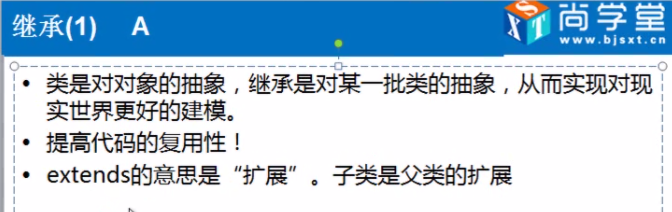 继承(1) A
SXT 尚学堂
www.bjsxt.com
• 类是对对象的抽象，继承是对某一批类的抽象，从而实现对现
实世界更好的建模。
• 提高代码的复用性！
• extends的意思是“扩展”。子类是父类的扩展